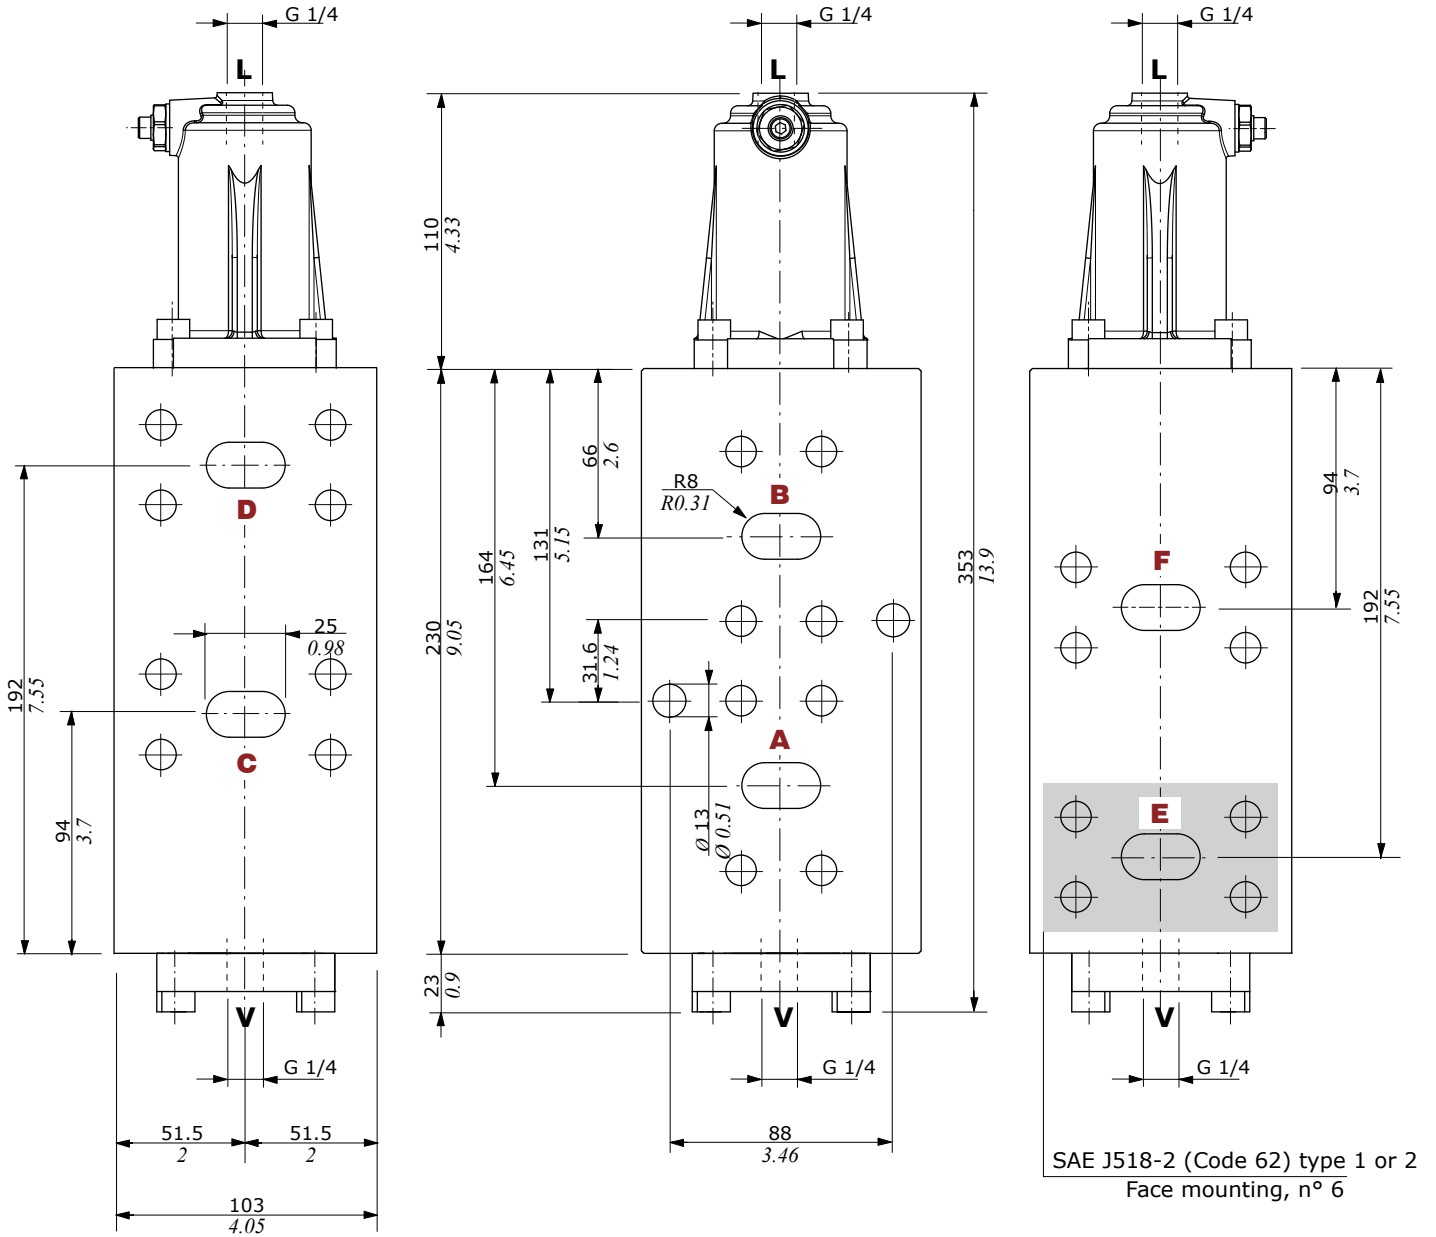 G 1/4
G 1/4
G 1/4
L
L
L
110
4.33
66
2.6
94
3.7
R8
R0.31
B
D
131
5.15
164
6.45
353
13.9
F
192
7.55
25
0.98
230
9.05
31.6
1.24
192
7.55
A
C
E
94
3.7
Ø 13
Ø 0.51
23
0.9
V
V
V
G 1/4
G 1/4
G 1/4
51.5
2
51.5
2
88
3.46
SAE J518-2 (Code 62) type 1 or 2
Face mounting, n° 6
103
4.05